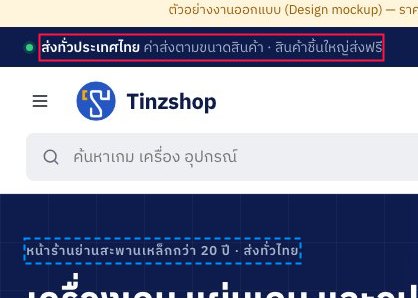 ตัวอย่างงานออกแบบ (Design mockup) — ราค
ส่งทั่วประเทศไทย ค่าส่งตามขนาดสินค้า · สินค้าชิ้นใหญ่ส่งฟรี
Tinzshop
ค้นหาเกม เครื่อง อุปกรณ์
หน้าร้านย่านสะพานเหล็กกว่า 20 ปี · ส่งทั่วไทย